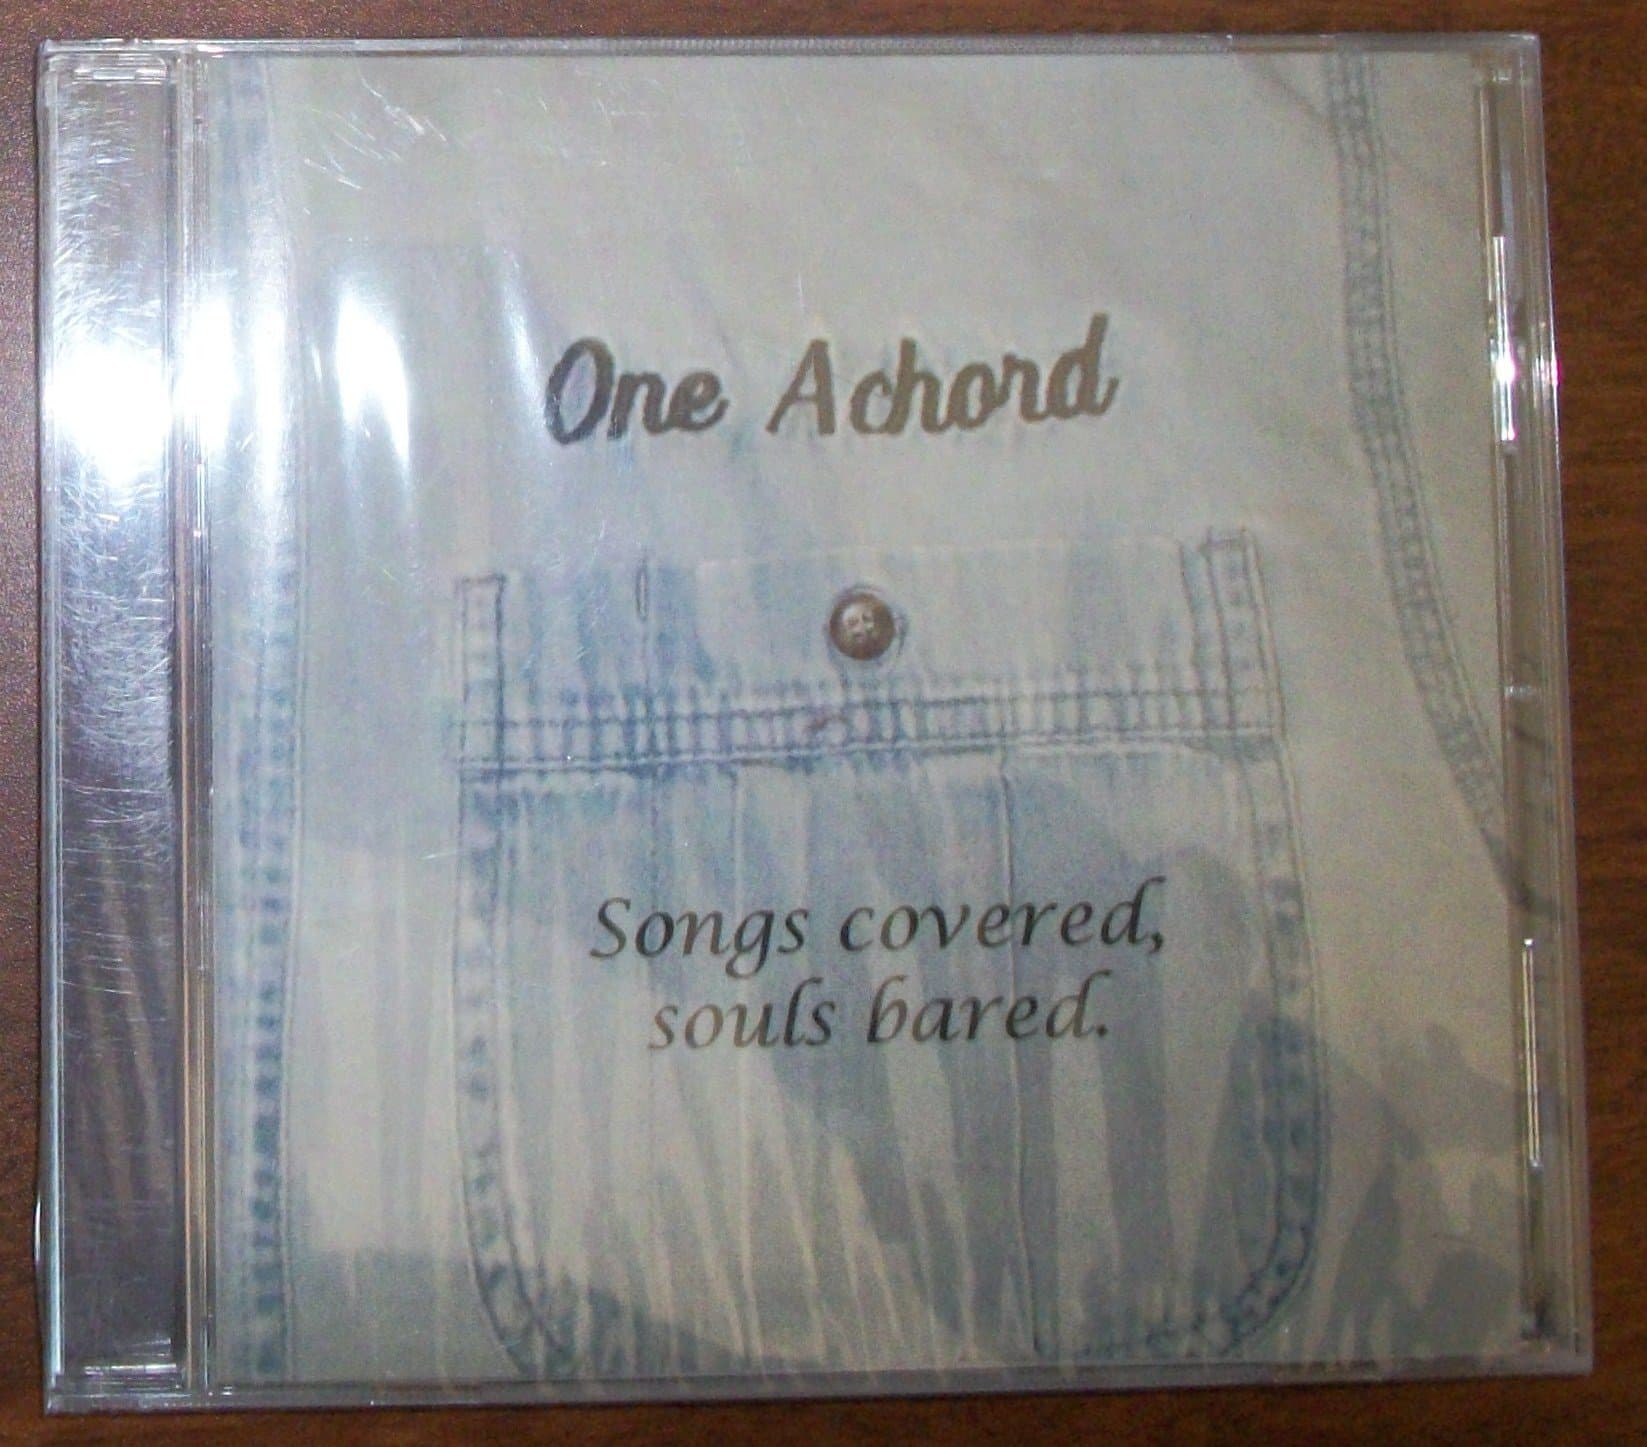 One Achord
Songs covered,
souls bared.